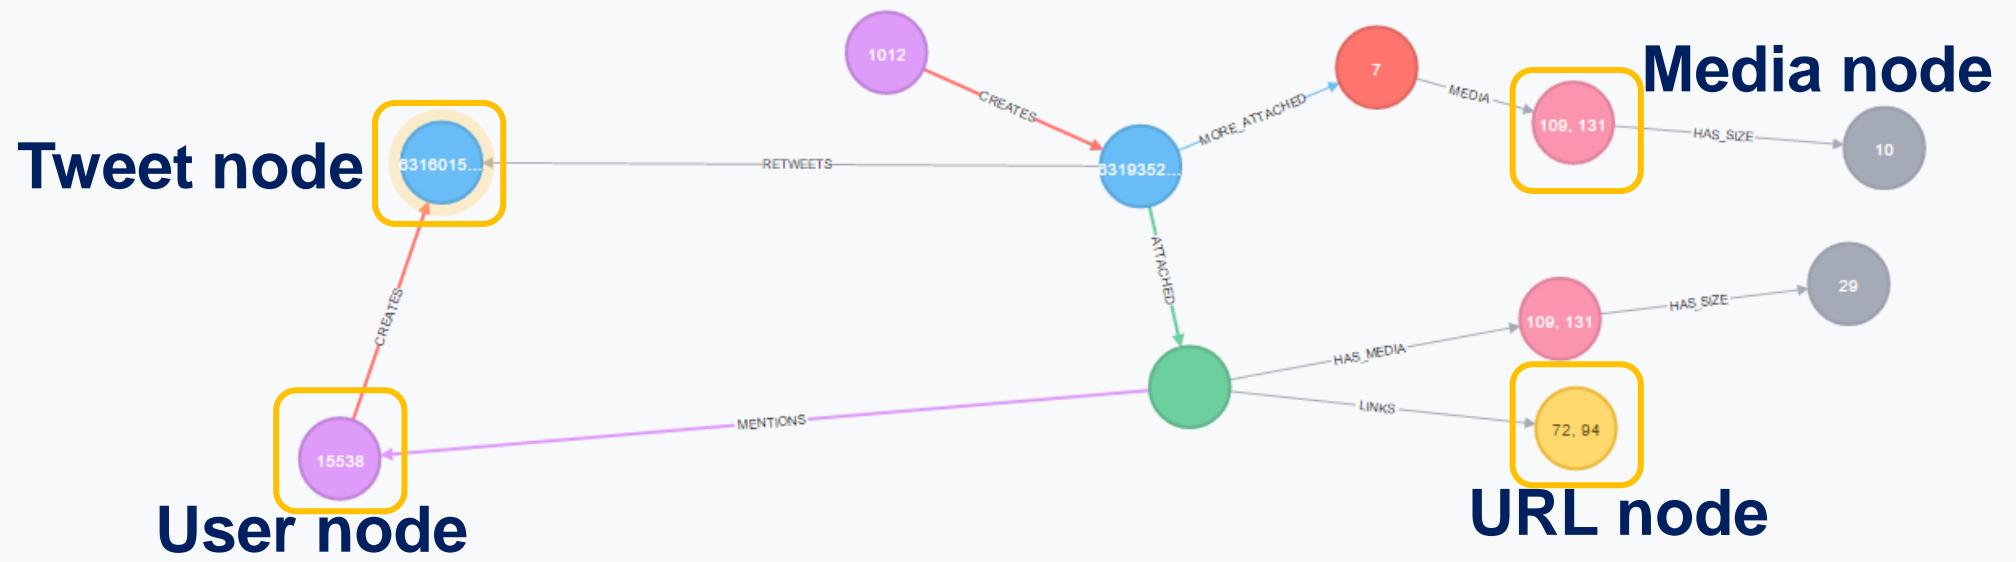 1012
7
Media node
CREATES
MORE_ATTACHED
MEDIA
109, 131
HAS_SIZE
10
Tweet node
6316015...
RETWEETS
6319352...
ATTACHED
CREATES
109, 131
HAS_SIZE
29
HAS_MEDIA
MENTIONS
LINKS
72, 94
15538
User node
URL node